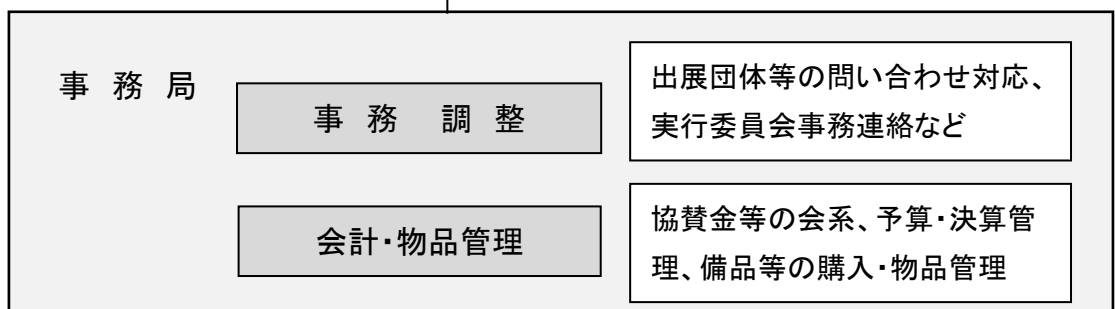 事 務 局
事 務 調 整
出展団体等の問い合わせ対応、
実行委員会事務連絡など
会計・物品管理
協賛金等の会系、予算・決算管
理、備品等の購入・物品管理